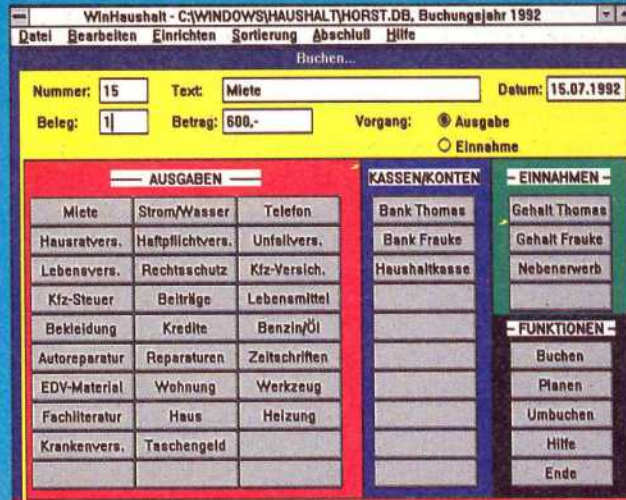 WinHaushalt - C:\WINDOWS\HAUSHALT\HORST.DB, Buchungsjahr 1992
Datei Bearbeiten Einrichten Sortierung Abschluß Hilfe
Buchen...
Nummer: 15 Text: Miete Datum: 15.07.1992
Beleg: 1 Betrag: 600,- Vorgang: Ausgabe
Einnahme
AUSGABEN
Miete Strom/Wasser Telefon
Hausratvers. Haftpflichtvers. Unfallvers.
Lebensvers. Rechtsschutz Kfz-Versich.
Kfz-Steuer Beiträge Lebensmittel
Bekleidung Kredite Benzin/Öl
Autoreparatur Reparaturen Zeitschriften
EDV-Material Wohnung Werkzeug
Fachliteratur Haus Heizung
Krankenvers. Taschengeld
KASSEN/KONTEN
Bank Thomas
Bank Frauke
Haushaltkasse
- EINNAHMEN -
Gehalt Thomas
Gehalt Frauke
Nebenerwerb
- FUNKTIONEN -
Buchen
Planen
Umbuchen
Hilfe
Ende